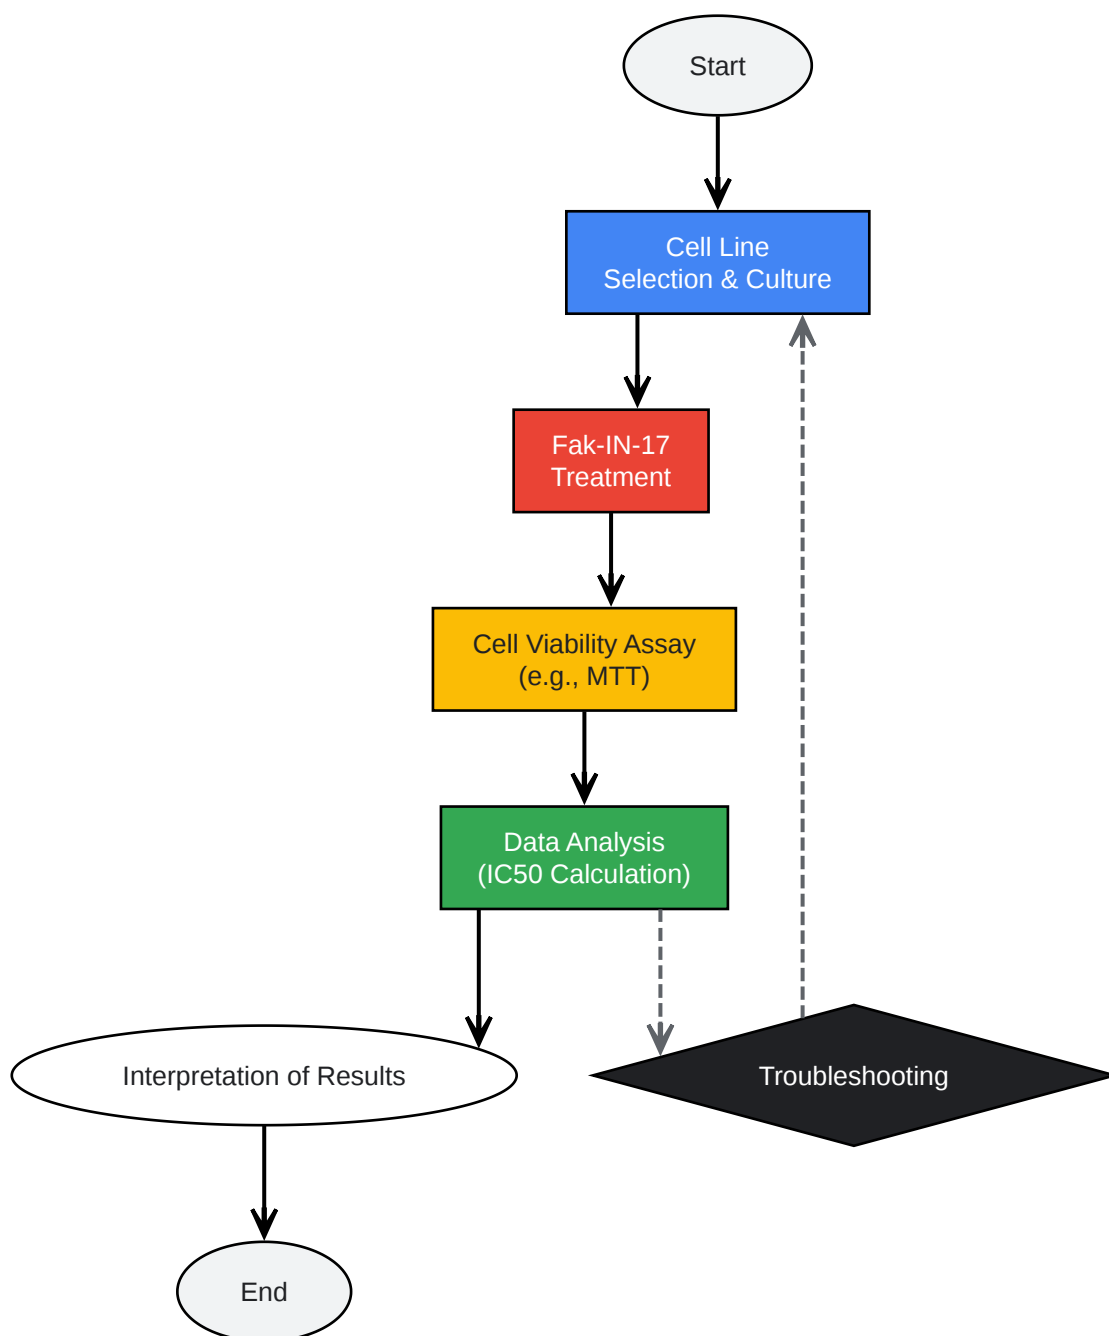 Start
Cell Line
Selection & Culture
Fak-IN-17
Treatment
Cell Viability Assay
(e.g., MTT)
Data Analysis
(IC50 Calculation)
Interpretation of Results
Troubleshooting
End